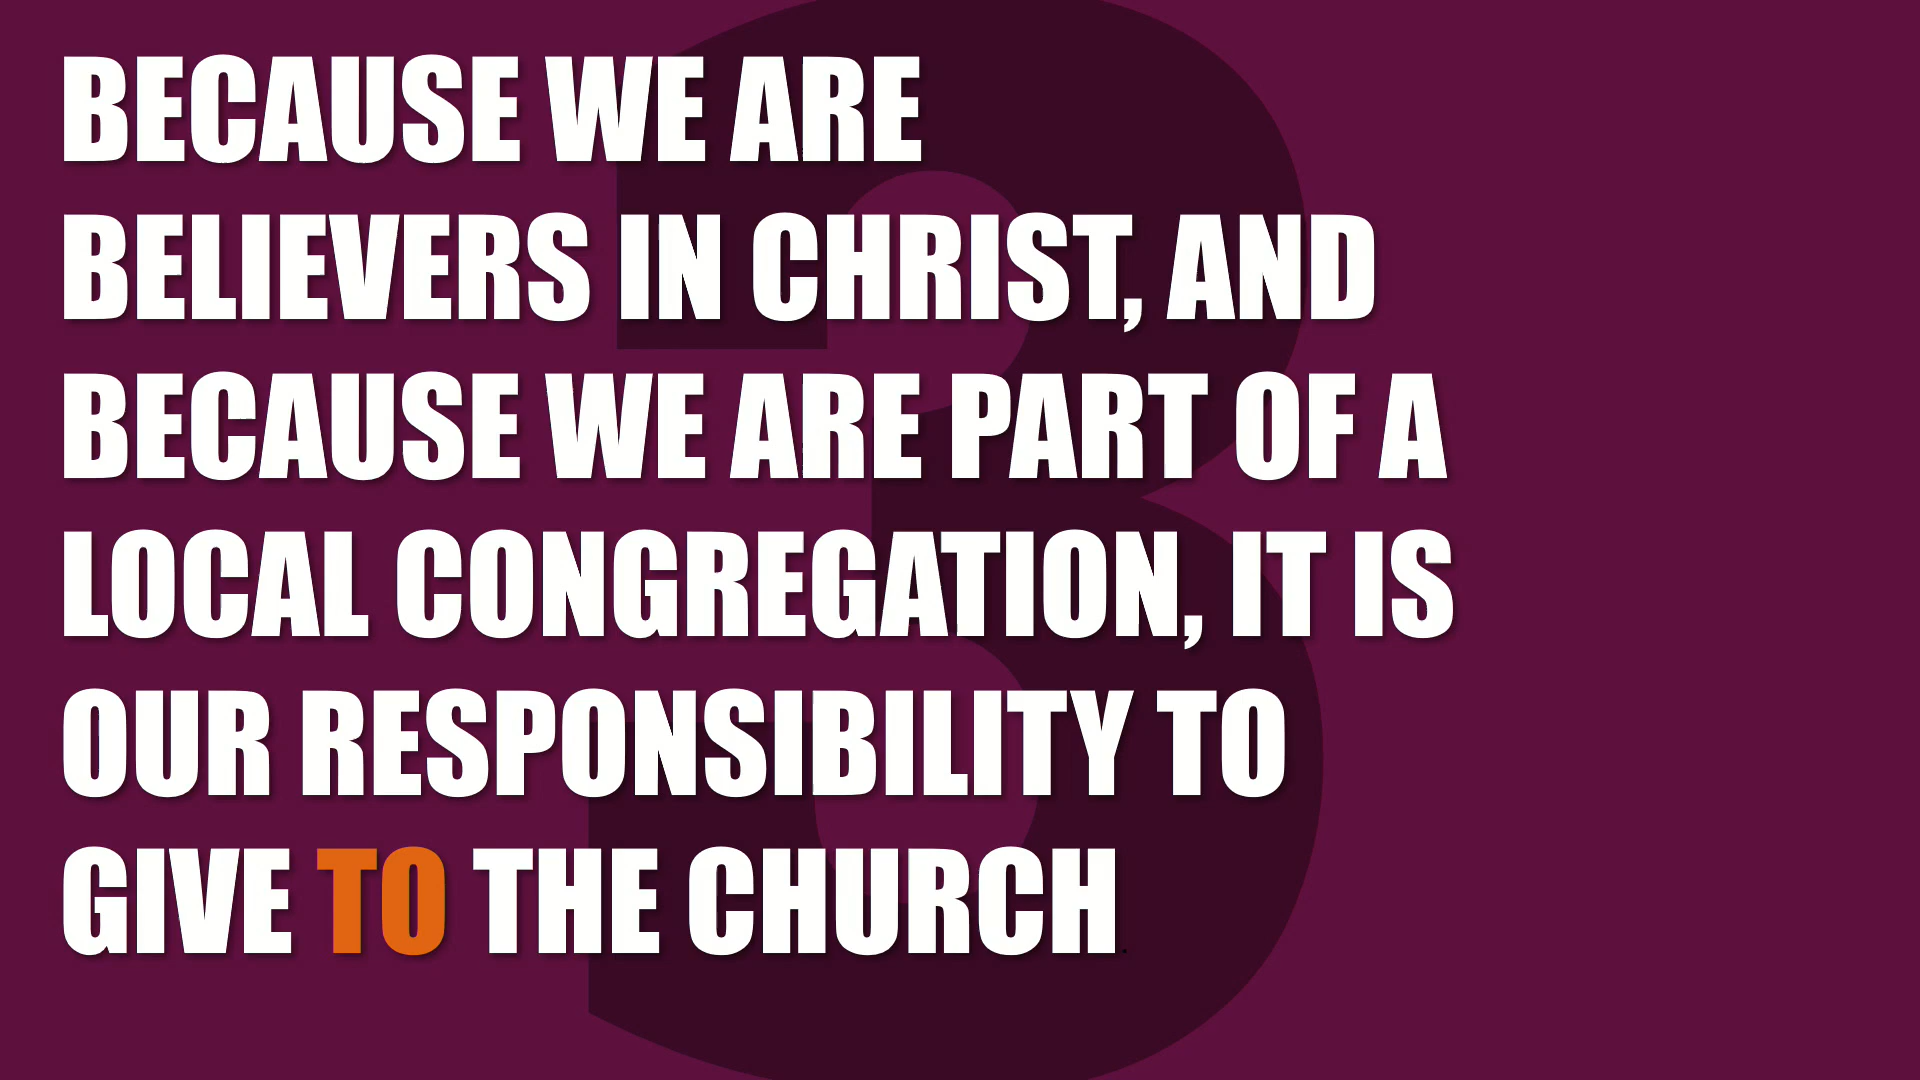 3
BECAUSE WE ARE
BELIEVERS IN CHRIST, AND
BECAUSE WE ARE PART OF A
LOCAL CONGREGATION, IT IS
OUR RESPONSIBILITY TO
GIVE TO THE CHURCH.